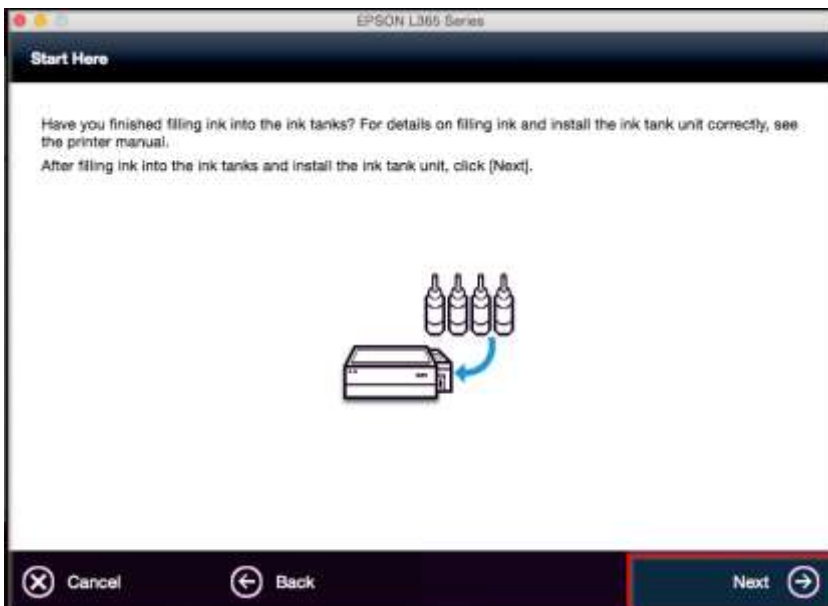 EPSON L365 Series
Start Here
Have you finished filling ink into the ink tanks? For details on filling ink and install the ink tank unit correctly, see
the printer manual.
After filling ink into the ink tanks and install the ink tank unit, click [Next].
Cancel
Back
Next